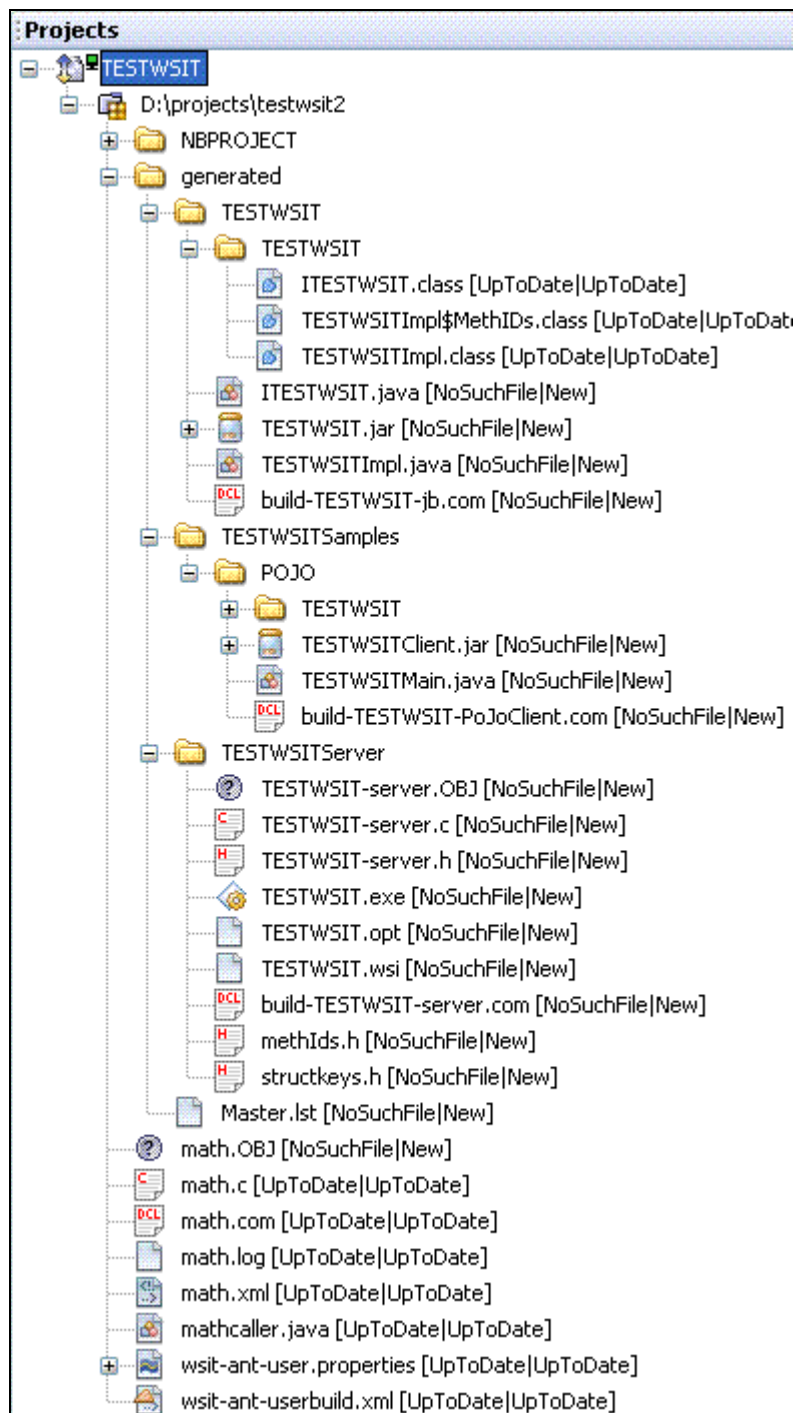 Projects
TESTWSIT
D:\projects\testwsit2
NBPROJECT
generated
TESTWSIT
TESTWSIT
ITESTWSIT.class [UpToDate|UpToDate]
TESTWSITImpl$MethIDs.class [UpToDate|UpToDate
TESTWSITImpl.class [UpToDate|UpToDate]
ITESTWSIT.java [NoSuchFile|New]
TESTWSIT.jar [NoSuchFile|New]
TESTWSITImpl.java [NoSuchFile|New]
DCL build-TESTWSIT-jb.com [NoSuchFile|New]
TESTWSITSamples
POJO
TESTWSIT
TESTWSITClient.jar [NoSuchFile|New]
TESTWSITMain.java [NoSuchFile|New]
DCL build-TESTWSIT-PoJoClient.com [NoSuchFile|New]
TESTWSITServer
? TESTWSIT-server.OBJ [NoSuchFile|New]
C TESTWSIT-server.c [NoSuchFile|New]
H TESTWSIT-server.h [NoSuchFile|New]
TESTWSIT.exe [NoSuchFile|New]
TESTWSIT.opt [NoSuchFile|New]
TESTWSIT.wsi [NoSuchFile|New]
DCL build-TESTWSIT-server.com [NoSuchFile|New]
H methIds.h [NoSuchFile|New]
H structkeys.h [NoSuchFile|New]
Master.lst [NoSuchFile|New]
? math.OBJ [NoSuchFile|New]
C math.c [UpToDate|UpToDate]
DCL math.com [UpToDate|UpToDate]
math.log [UpToDate|UpToDate]
math.xml [UpToDate|UpToDate]
mathcaller.java [UpToDate|UpToDate]
wsit-ant-user.properties [UpToDate|UpToDate]
wsit-ant-userbuild.xml [UpToDate|UpToDate]